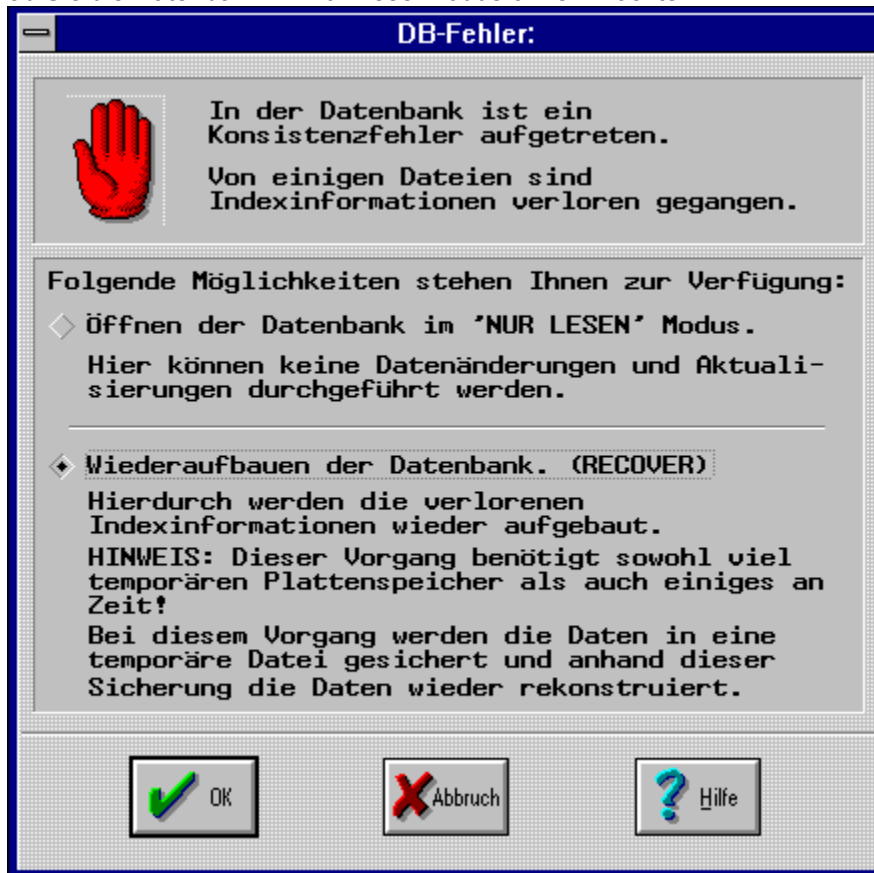 DB-Fehler:
In der Datenbank ist ein
Konsistenzfehler aufgetreten.
Von einigen Dateien sind
Indexinformationen verloren gegangen.
Folgende Möglichkeiten stehen Ihnen zur Verfügung:
Öffnen der Datenbank im 'NUR LESEN' Modus.
Hier können keine Datenänderungen und Aktuali-
sierungen durchgeführt werden.
Wiederaufbauen der Datenbank. (RECOVER)
Hierdurch werden die verlorenen
Indexinformationen wieder aufgebaut.
HINWEIS: Dieser Vorgang benötigt sowohl viel
temporären Plattenspeicher als auch einiges an
Zeit!
Bei diesem Vorgang werden die Daten in eine
temporäre Datei gesichert und anhand dieser
Sicherung die Daten wieder rekonstruiert.
OK
Abbruch
Hilfe